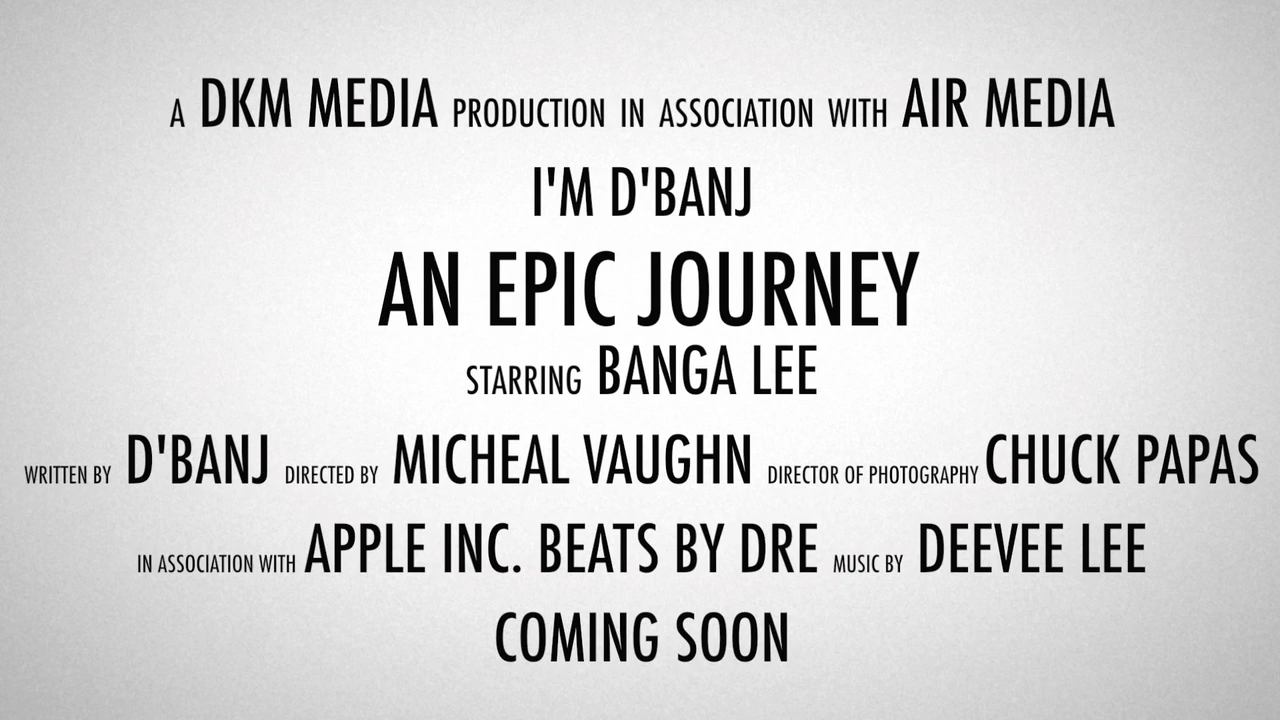 A DKM MEDIA PRODUCTION IN ASSOCIATION WITH AIR MEDIA
I'M D'BANJ
AN EPIC JOURNEY
STARRING BANGA LEE
WRITTEN BY D'BANJ DIRECTED BY MICHEAL VAUGHN DIRECTOR OF PHOTOGRAPHY CHUCK PAPAS
IN ASSOCIATION WITH APPLE INC. BEATS BY DRE MUSIC BY DEEVEE LEE
COMING SOON